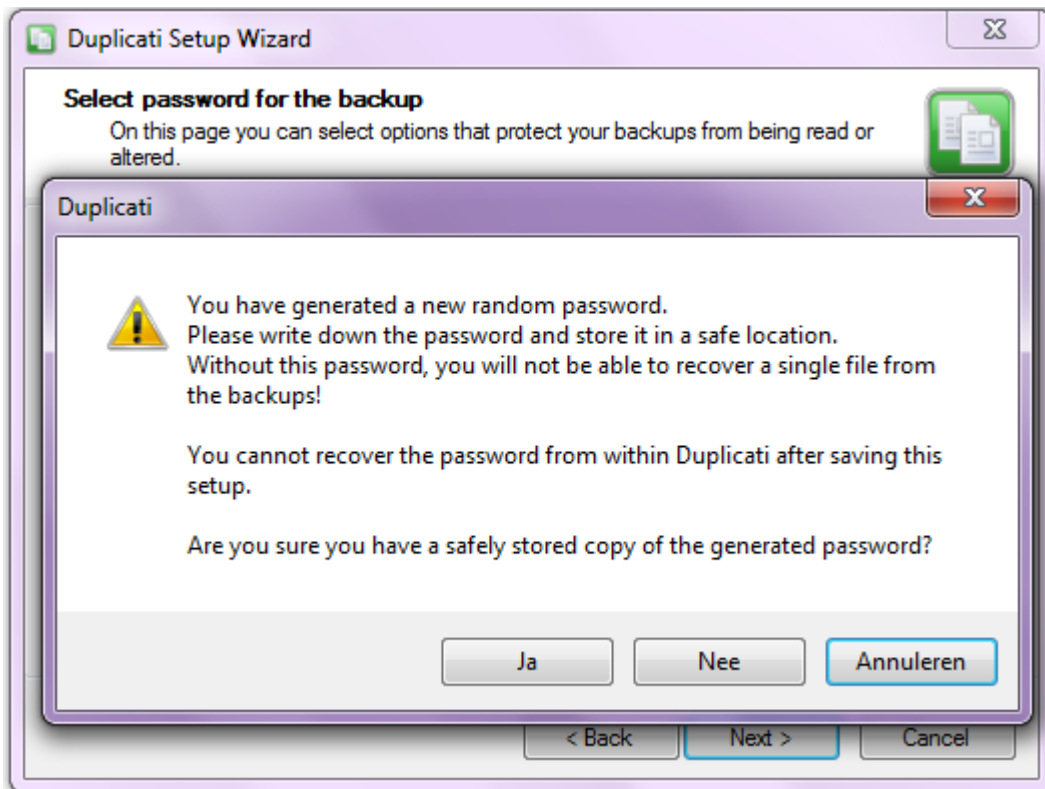 Duplicati Setup Wizard
Select password for the backup
On this page you can select options that protect your backups from being read or
altered.
Duplicati
You have generated a new random password.
Please write down the password and store it in a safe location.
Without this password, you will not be able to recover a single file from
the backups!
You cannot recover the password from within Duplicati after saving this
setup.
Are you sure you have a safely stored copy of the generated password?
Ja Nee Annuleren
< Back Next > Cancel